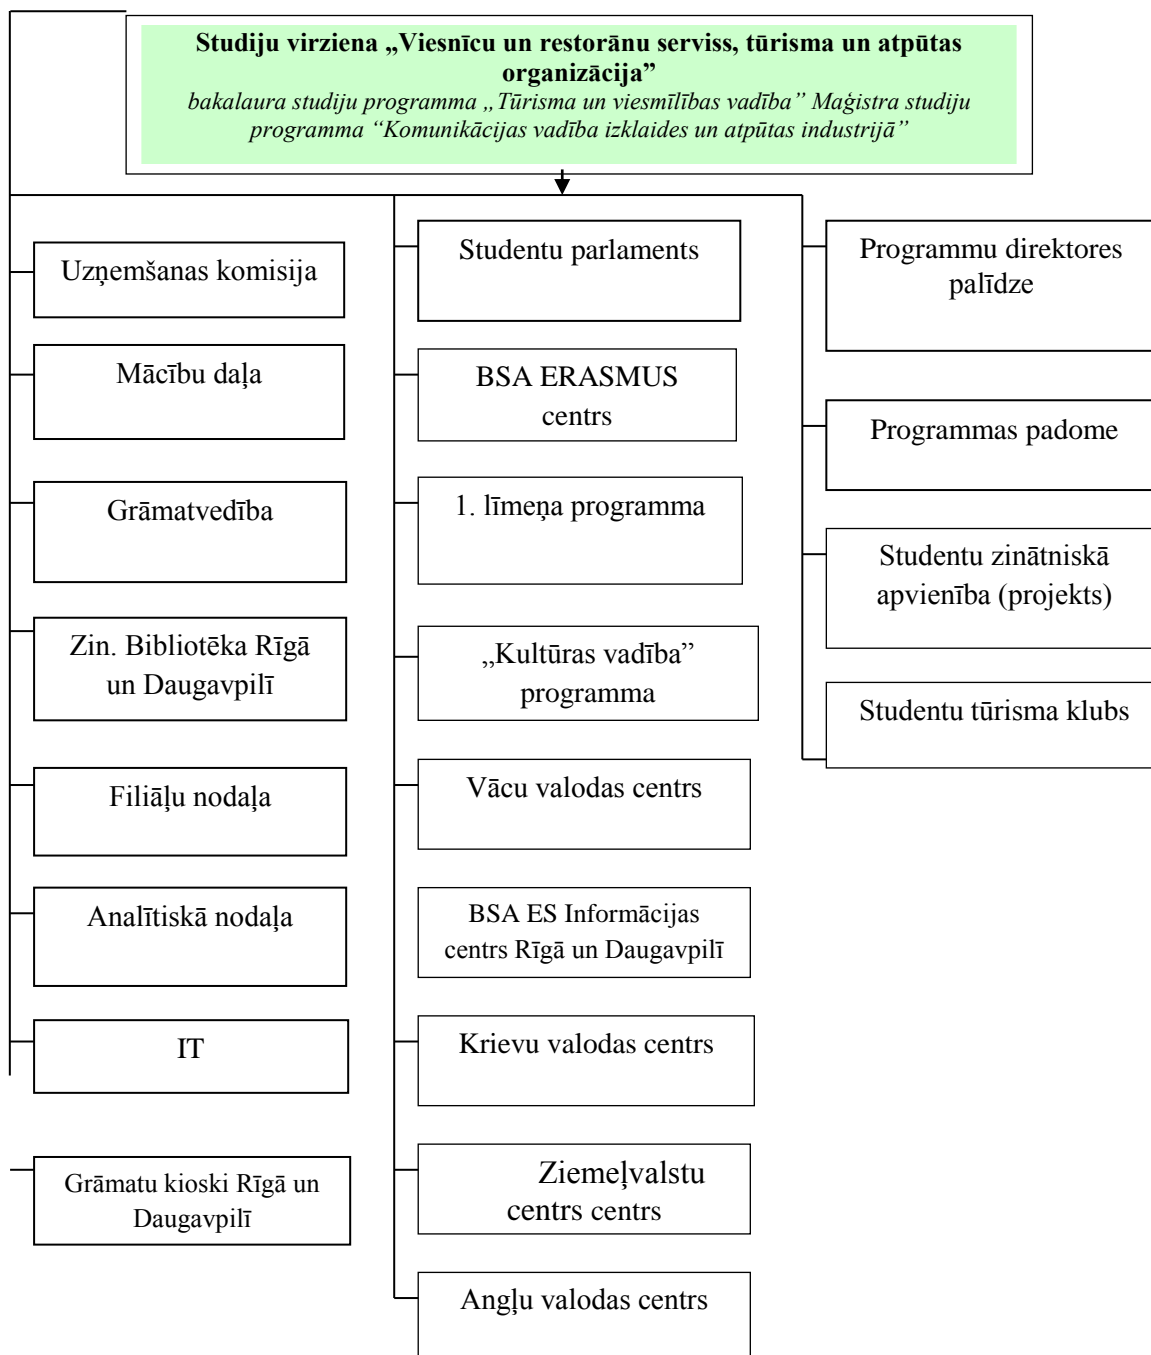 Studiju virziena „Viesnīcu un restorānu serviss, tūrisma un atpūtas
organizācija”
bakalaura studiju programma „Tūrisma un viesmīlības vadība” Maģistra studiju
programma “Komunikācijas vadība izklaides un atpūtas industrijā”
Uzņemšanas komisija
Mācību daļa
Grāmatvedība
Zin. Bibliotēka Rīgā
un Daugavpilī
Filiāļu nodaļa
Analītiskā nodaļa
IT
Grāmatu kioski Rīgā un
Daugavpilī
Studentu parlaments
BSA ERASMUS
centrs
1. līmeņa programma
„Kultūras vadība”
programma
Vācu valodas centrs
BSA ES Informācijas
centrs Rīgā un Daugavpilī
Krievu valodas centrs
Ziemeļvalstu
centrs centrs
Angļu valodas centrs
Programmu direktores
palīdze
Programmas padome
Studentu zinātniskā
apvienība (projekts)
Studentu tūrisma klubs